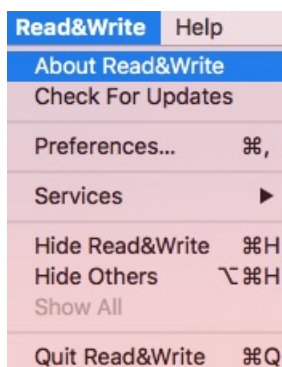 Read&Write Help
About Read&Write
Check For Updates
Preferences... ⌘,
Services ▶
Hide Read&Write ⌘H
Hide Others ⌥⌘H
Show All
Quit Read&Write ⌘Q